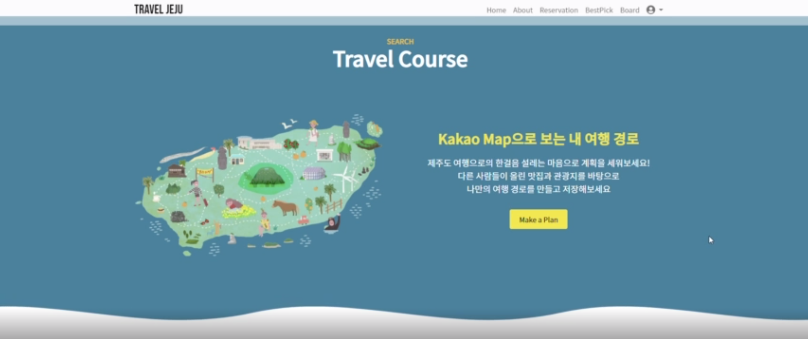 TRAVEL JEJU
Home About Reservation BestPick Board
SEARCH
Travel Course
Kakao Map으로 보는 내 여행 경로
제주도 여행으로의 한걸음 설레는 마음으로 계획을 세워보세요!
다른 사람들이 올린 맛집과 관광지를 바탕으로
나만의 여행 경로를 만들고 저장해보세요
Make a Plan